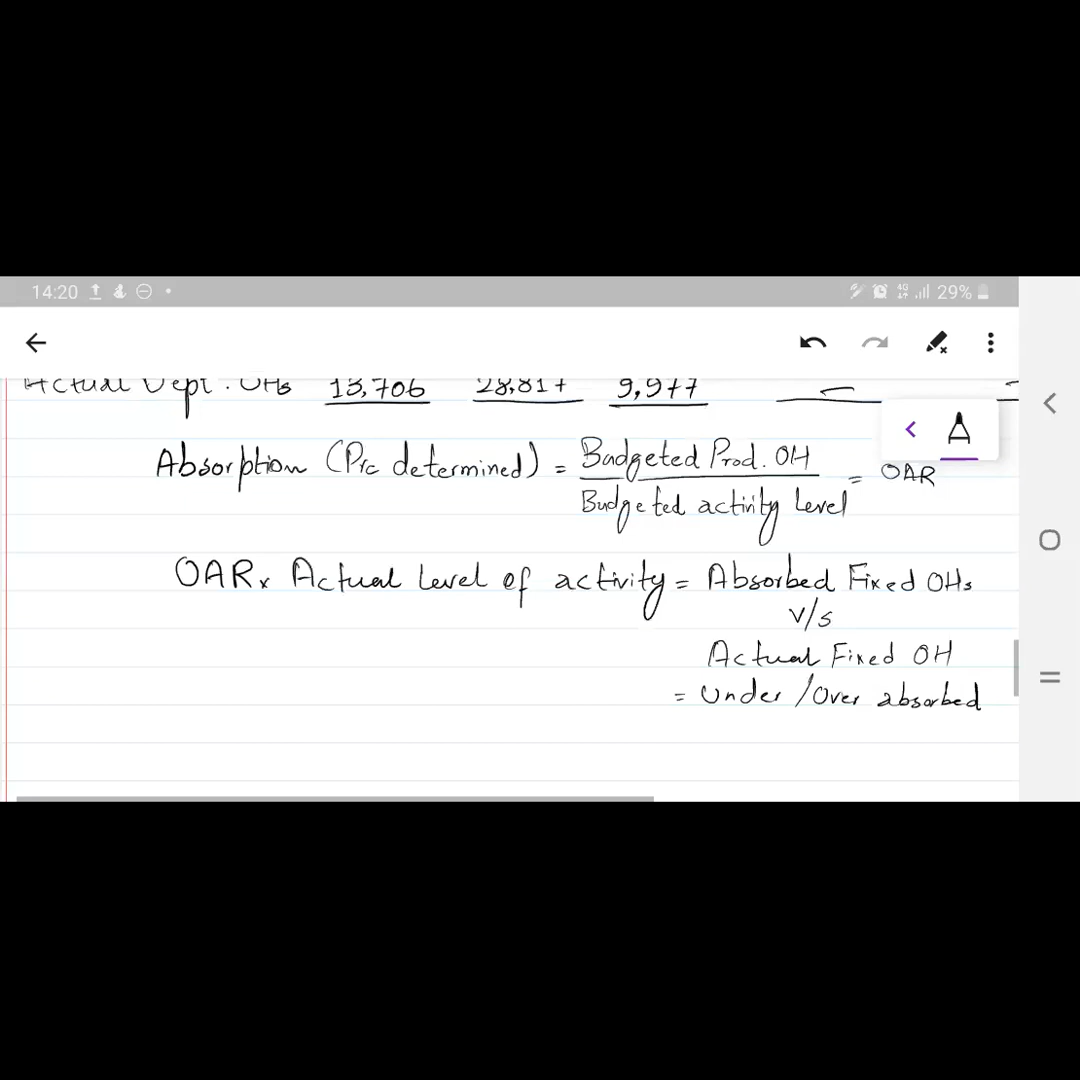 14:20 29%
Actual Dept. OHs 13,706 28,817 9,977
Absorption (Pre determined) = Budgeted Prod. OH = OAR
Budgeted activity Level
OAR x Actual Level of activity = Absorbed Fixed OHs
V/s
Actual Fixed OH
= Under /Over absorbed